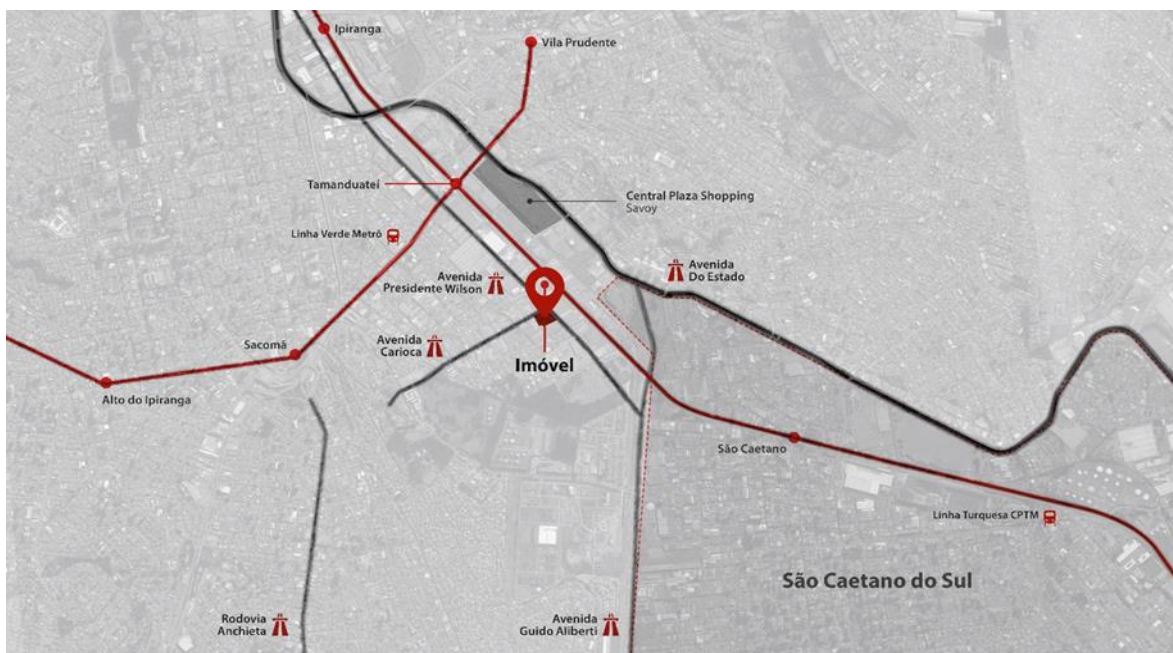 Ipiranga
Vila Prudente
Tamanduateí
Central Plaza Shopping
Savoy
Linha Verde Metrô
Avenida
Do Estado
Avenida
Presidente Wilson
Avenida
Carioca
Sacomã
Imóvel
Alto do Ipiranga
São Caetano
Linha Turquesa CPTM
São Caetano do Sul
Rodovia
Anchieta
Avenida
Guido Aliberti